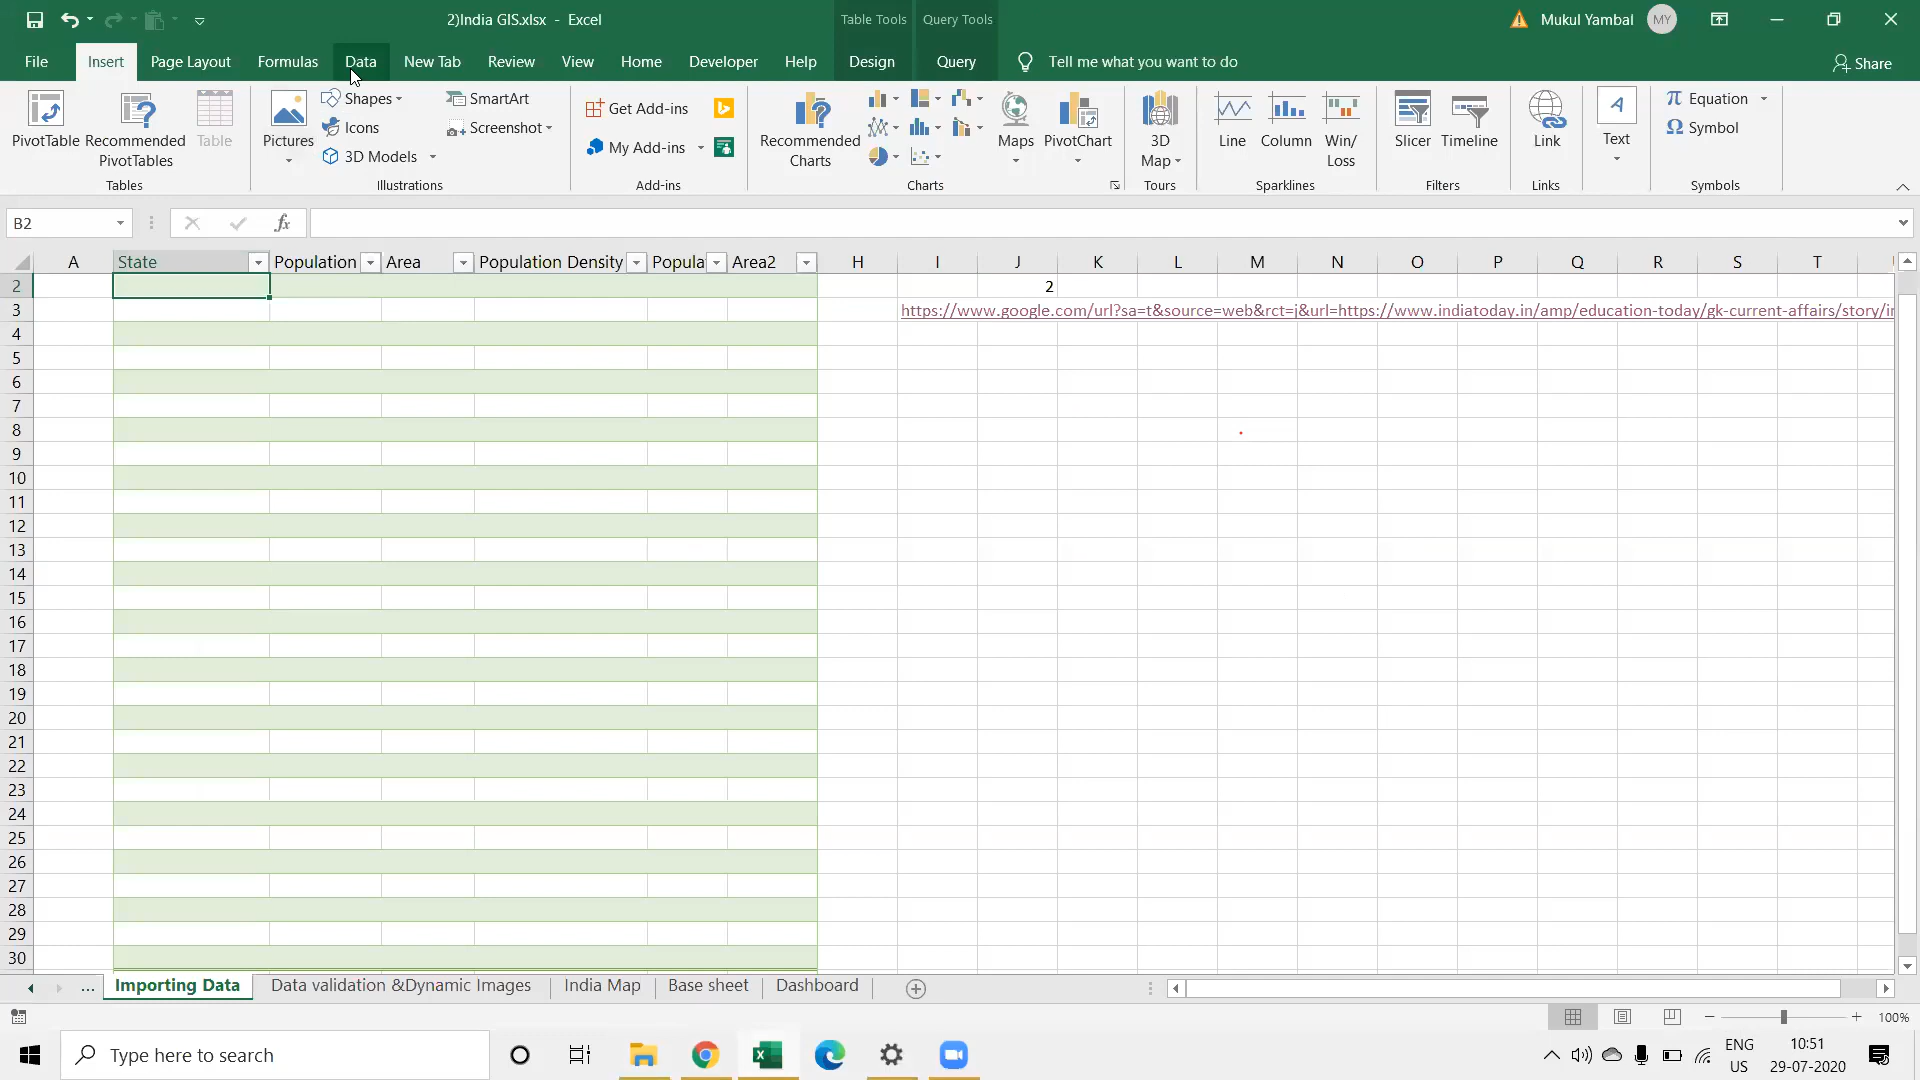 2)India GIS.xlsx - Excel
Table Tools
Query Tools
Mukul Yambal
MY
File
Insert
Page Layout
Formulas
Data
New Tab
Review
View
Home
Developer
Help
Design
Query
Tell me what you want to do
Share
PivotTable
Recommended
PivotTables
Table
Tables
Pictures
Shapes
Icons
3D Models
SmartArt
Screenshot
Illustrations
Get Add-ins
My Add-ins
Add-ins
Recommended
Charts
Maps
PivotChart
Charts
3D
Map
Tours
Line
Column
Win/
Loss
Sparklines
Slicer
Timeline
Filters
Link
Links
Text
Equation
Symbol
Symbols
B2
fx
A State Population Area Population Density Popula Area2 H I J K L M N O P Q R S T
2 2
3 https://www.google.com/url?sa=t&source=web&rct=j&url=https://www.indiatoday.in/amp/education-today/gk-current-affairs/story/i
4
5
6
7
8
9
10
11
12
13
14
15
16
17
18
19
20
21
22
23
24
25
26
27
28
29
30
... Importing Data Data validation &Dynamic Images India Map Base sheet Dashboard
100%
Type here to search
ENG
US
10:51
29-07-2020